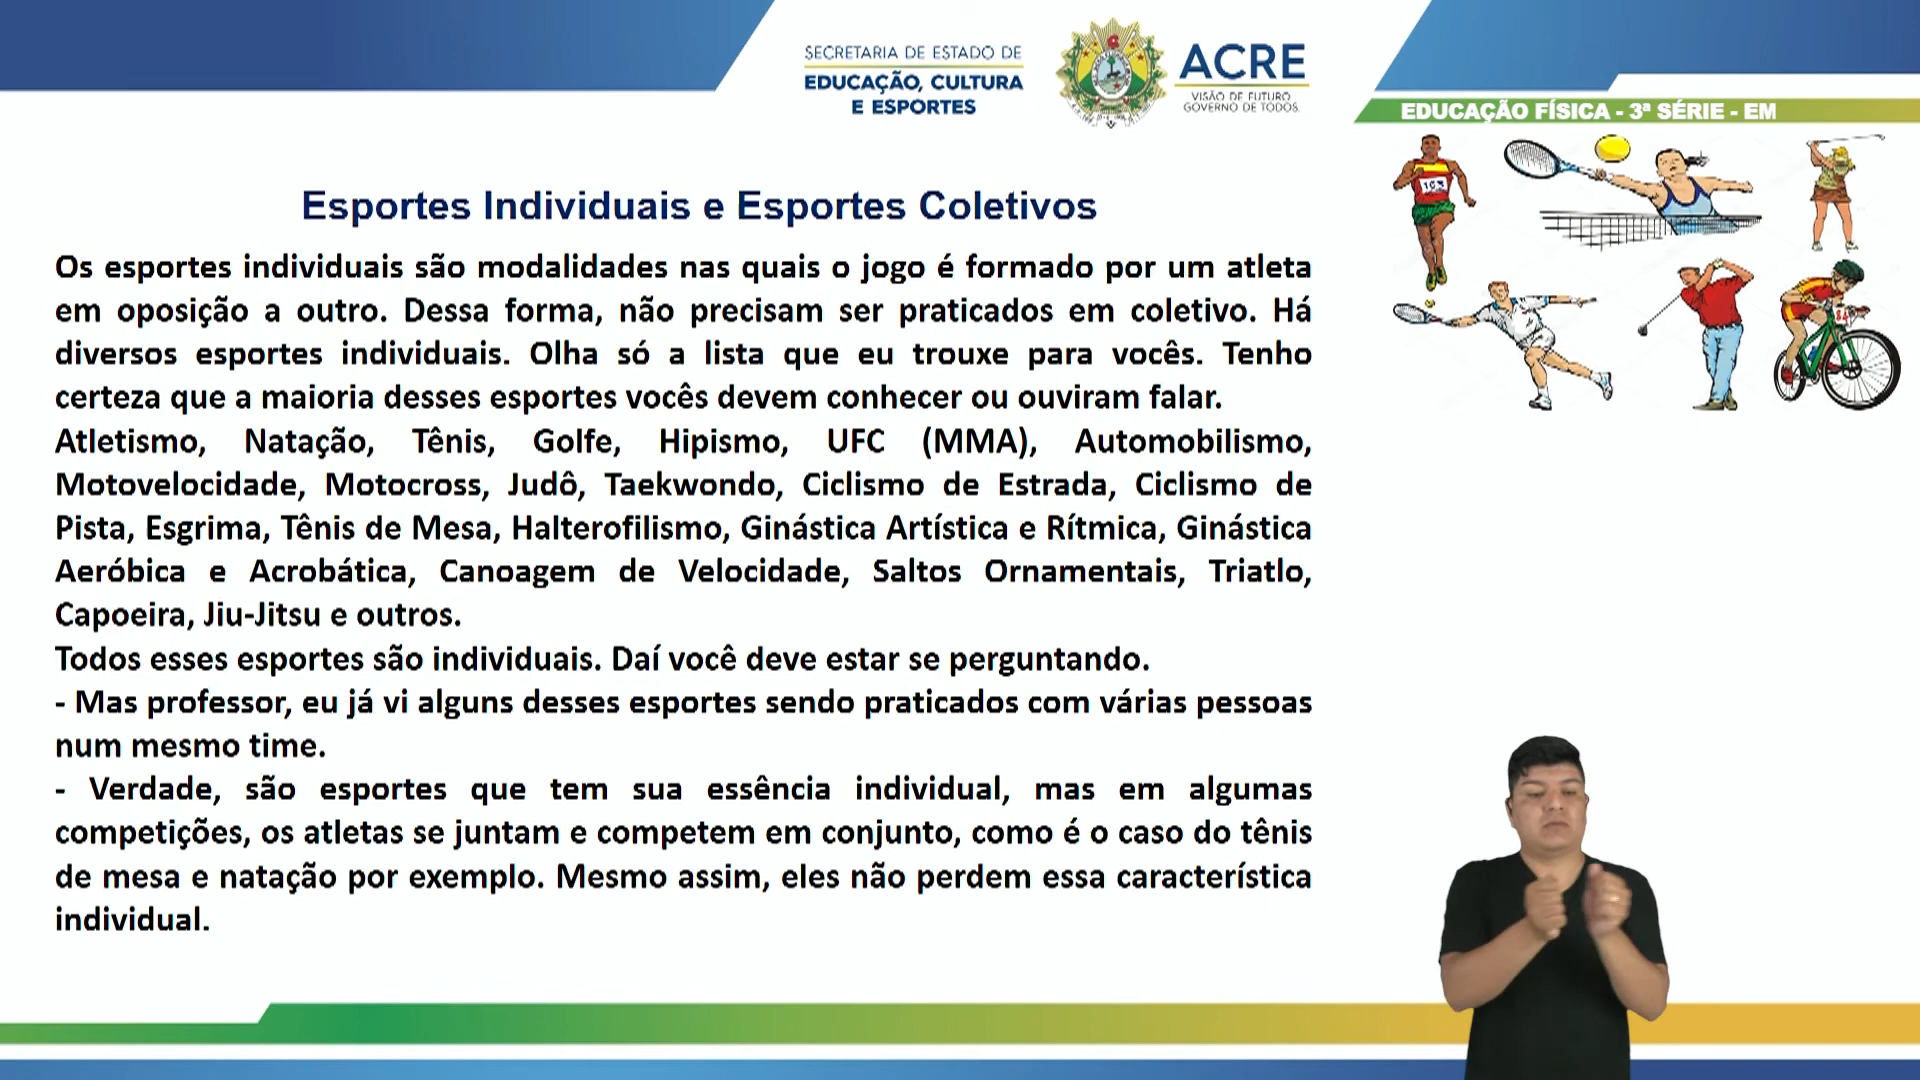 SECRETARIA DE ESTADO DE
EDUCAÇÃO, CULTURA
E ESPORTES
ACRE
VISÃO DE FUTURO
GOVERNO DE TODOS.
EDUCAÇÃO FÍSICA - 3ª SÉRIE - EM
Esportes Individuais e Esportes Coletivos
Os esportes individuais são modalidades nas quais o jogo é formado por um atleta
em oposição a outro. Dessa forma, não precisam ser praticados em coletivo. Há
diversos esportes individuais. Olha só a lista que eu trouxe para vocês. Tenho
certeza que a maioria desses esportes vocês devem conhecer ou ouviram falar.
Atletismo, Natação, Tênis, Golfe, Hipismo, UFC (MMA), Automobilismo,
Motovelocidade, Motocross, Judô, Taekwondo, Ciclismo de Estrada, Ciclismo de
Pista, Esgrima, Tênis de Mesa, Halterofilismo, Ginástica Artística e Rítmica, Ginástica
Aeróbica e Acrobática, Canoagem de Velocidade, Saltos Ornamentais, Triatlo,
Capoeira, Jiu-Jitsu e outros.
Todos esses esportes são individuais. Daí você deve estar se perguntando.
- Mas professor, eu já vi alguns desses esportes sendo praticados com várias pessoas
num mesmo time.
- Verdade, são esportes que tem sua essência individual, mas em algumas
competições, os atletas se juntam e competem em conjunto, como é o caso do tênis
de mesa e natação por exemplo. Mesmo assim, eles não perdem essa característica
individual.